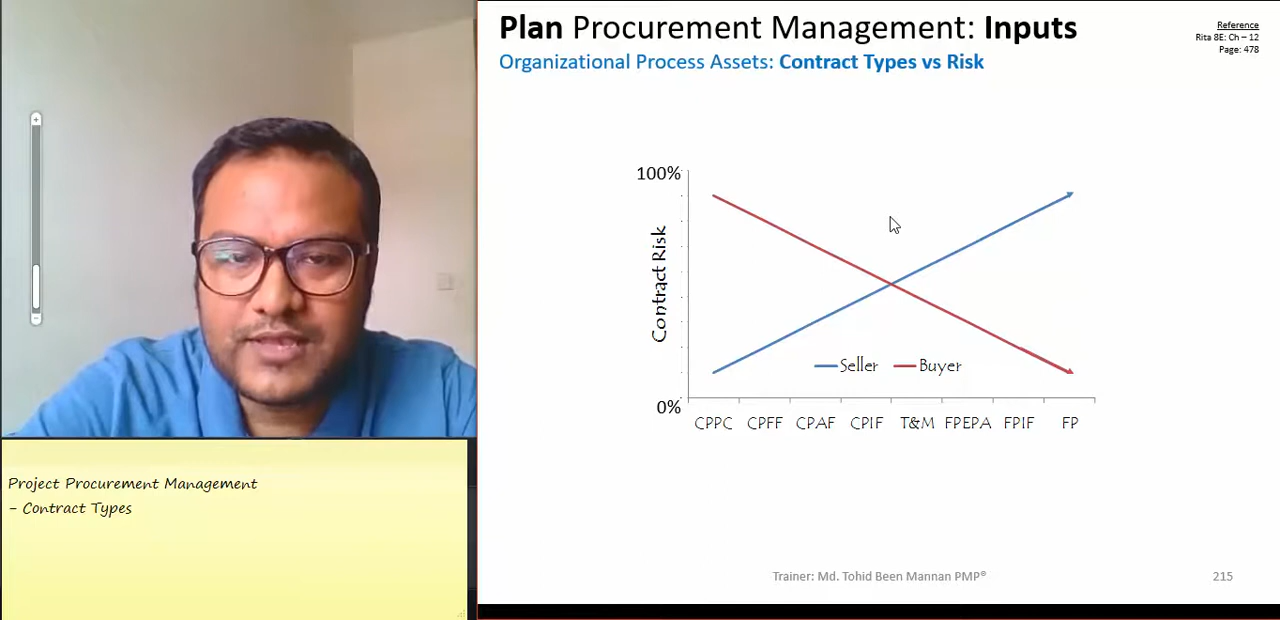 Plan Procurement Management: Inputs
Organizational Process Assets: Contract Types vs Risk
Reference
Rita 8E: Ch – 12
Page: 478
100%
Contract Risk
0%
Seller Buyer
CPPC CPFF CPAF CPIF T&M FPEPA FPIF FP
Project Procurement Management
- Contract Types
Trainer: Md. Tohid Been Mannan PMP®
215